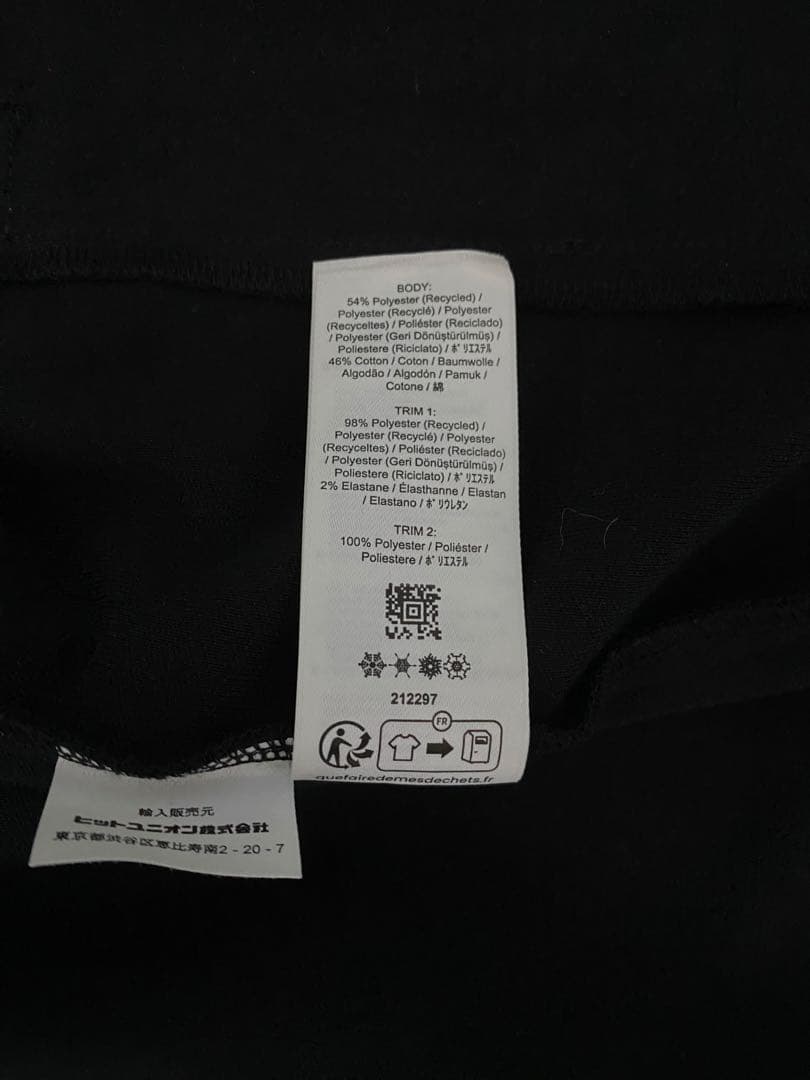 BODY:
54% Polyester (Recycled) /
Polyester (Recyclé) / Polyester
(Recyceltes) / Poliéster (Reciclado)
/ Polyester (Geri Dönüştürülmüş) /
Poliestere (Riciclato) / ﾎﾟﾘｴｽﾃﾙ
46% Cotton / Coton / Baumwolle /
Algodão / Algodón / Pamuk /
Cotone / 綿
TRIM 1:
98% Polyester (Recycled) /
Polyester (Recyclé) / Polyester
(Recyceltes) / Poliéster (Reciclado)
/ Polyester (Geri Dönüştürülmüş) /
Poliestere (Riciclato) / ﾎﾟﾘｴｽﾃﾙ
2% Elastane / Élasthanne / Elastan
/ Elastano / ﾎﾟﾘｳﾚﾀﾝ
TRIM 2:
100% Polyester / Poliéster /
Poliestere / ﾎﾟﾘｴｽﾃﾙ
212297
FR
quefairedemesdechets.fr
輸入販売元
ヒットユニオン株式会社
東京都渋谷区恵比寿南2-20-7